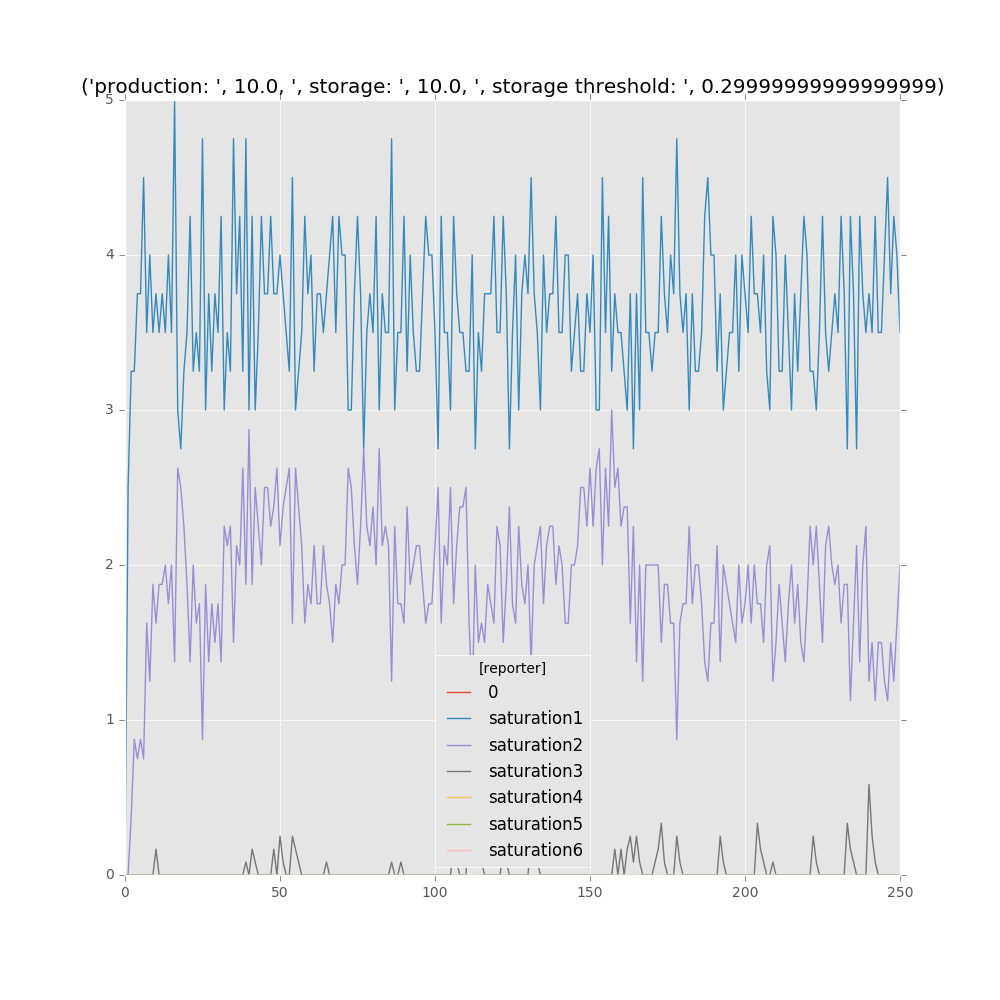 ('production: ', 10.0, ', storage: ', 10.0, ', storage threshold: ', 0.29999999999999999)
5
4
3
2
1
0
[reporter]
0
saturation1
saturation2
saturation3
saturation4
saturation5
saturation6
0 50 100 150 200 250